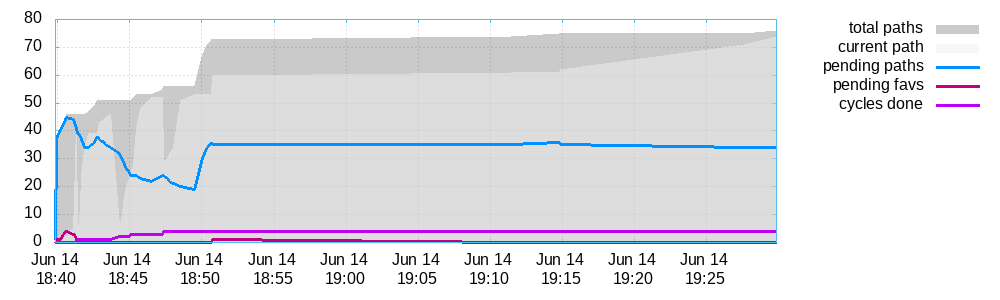 80
70
60
50
40
30
20
10
0
Jun 14 Jun 14 Jun 14 Jun 14 Jun 14 Jun 14 Jun 14 Jun 14 Jun 14 Jun 14
18:40 18:45 18:50 18:55 19:00 19:05 19:10 19:15 19:20 19:25
total paths
current path
pending paths
pending favs
cycles done